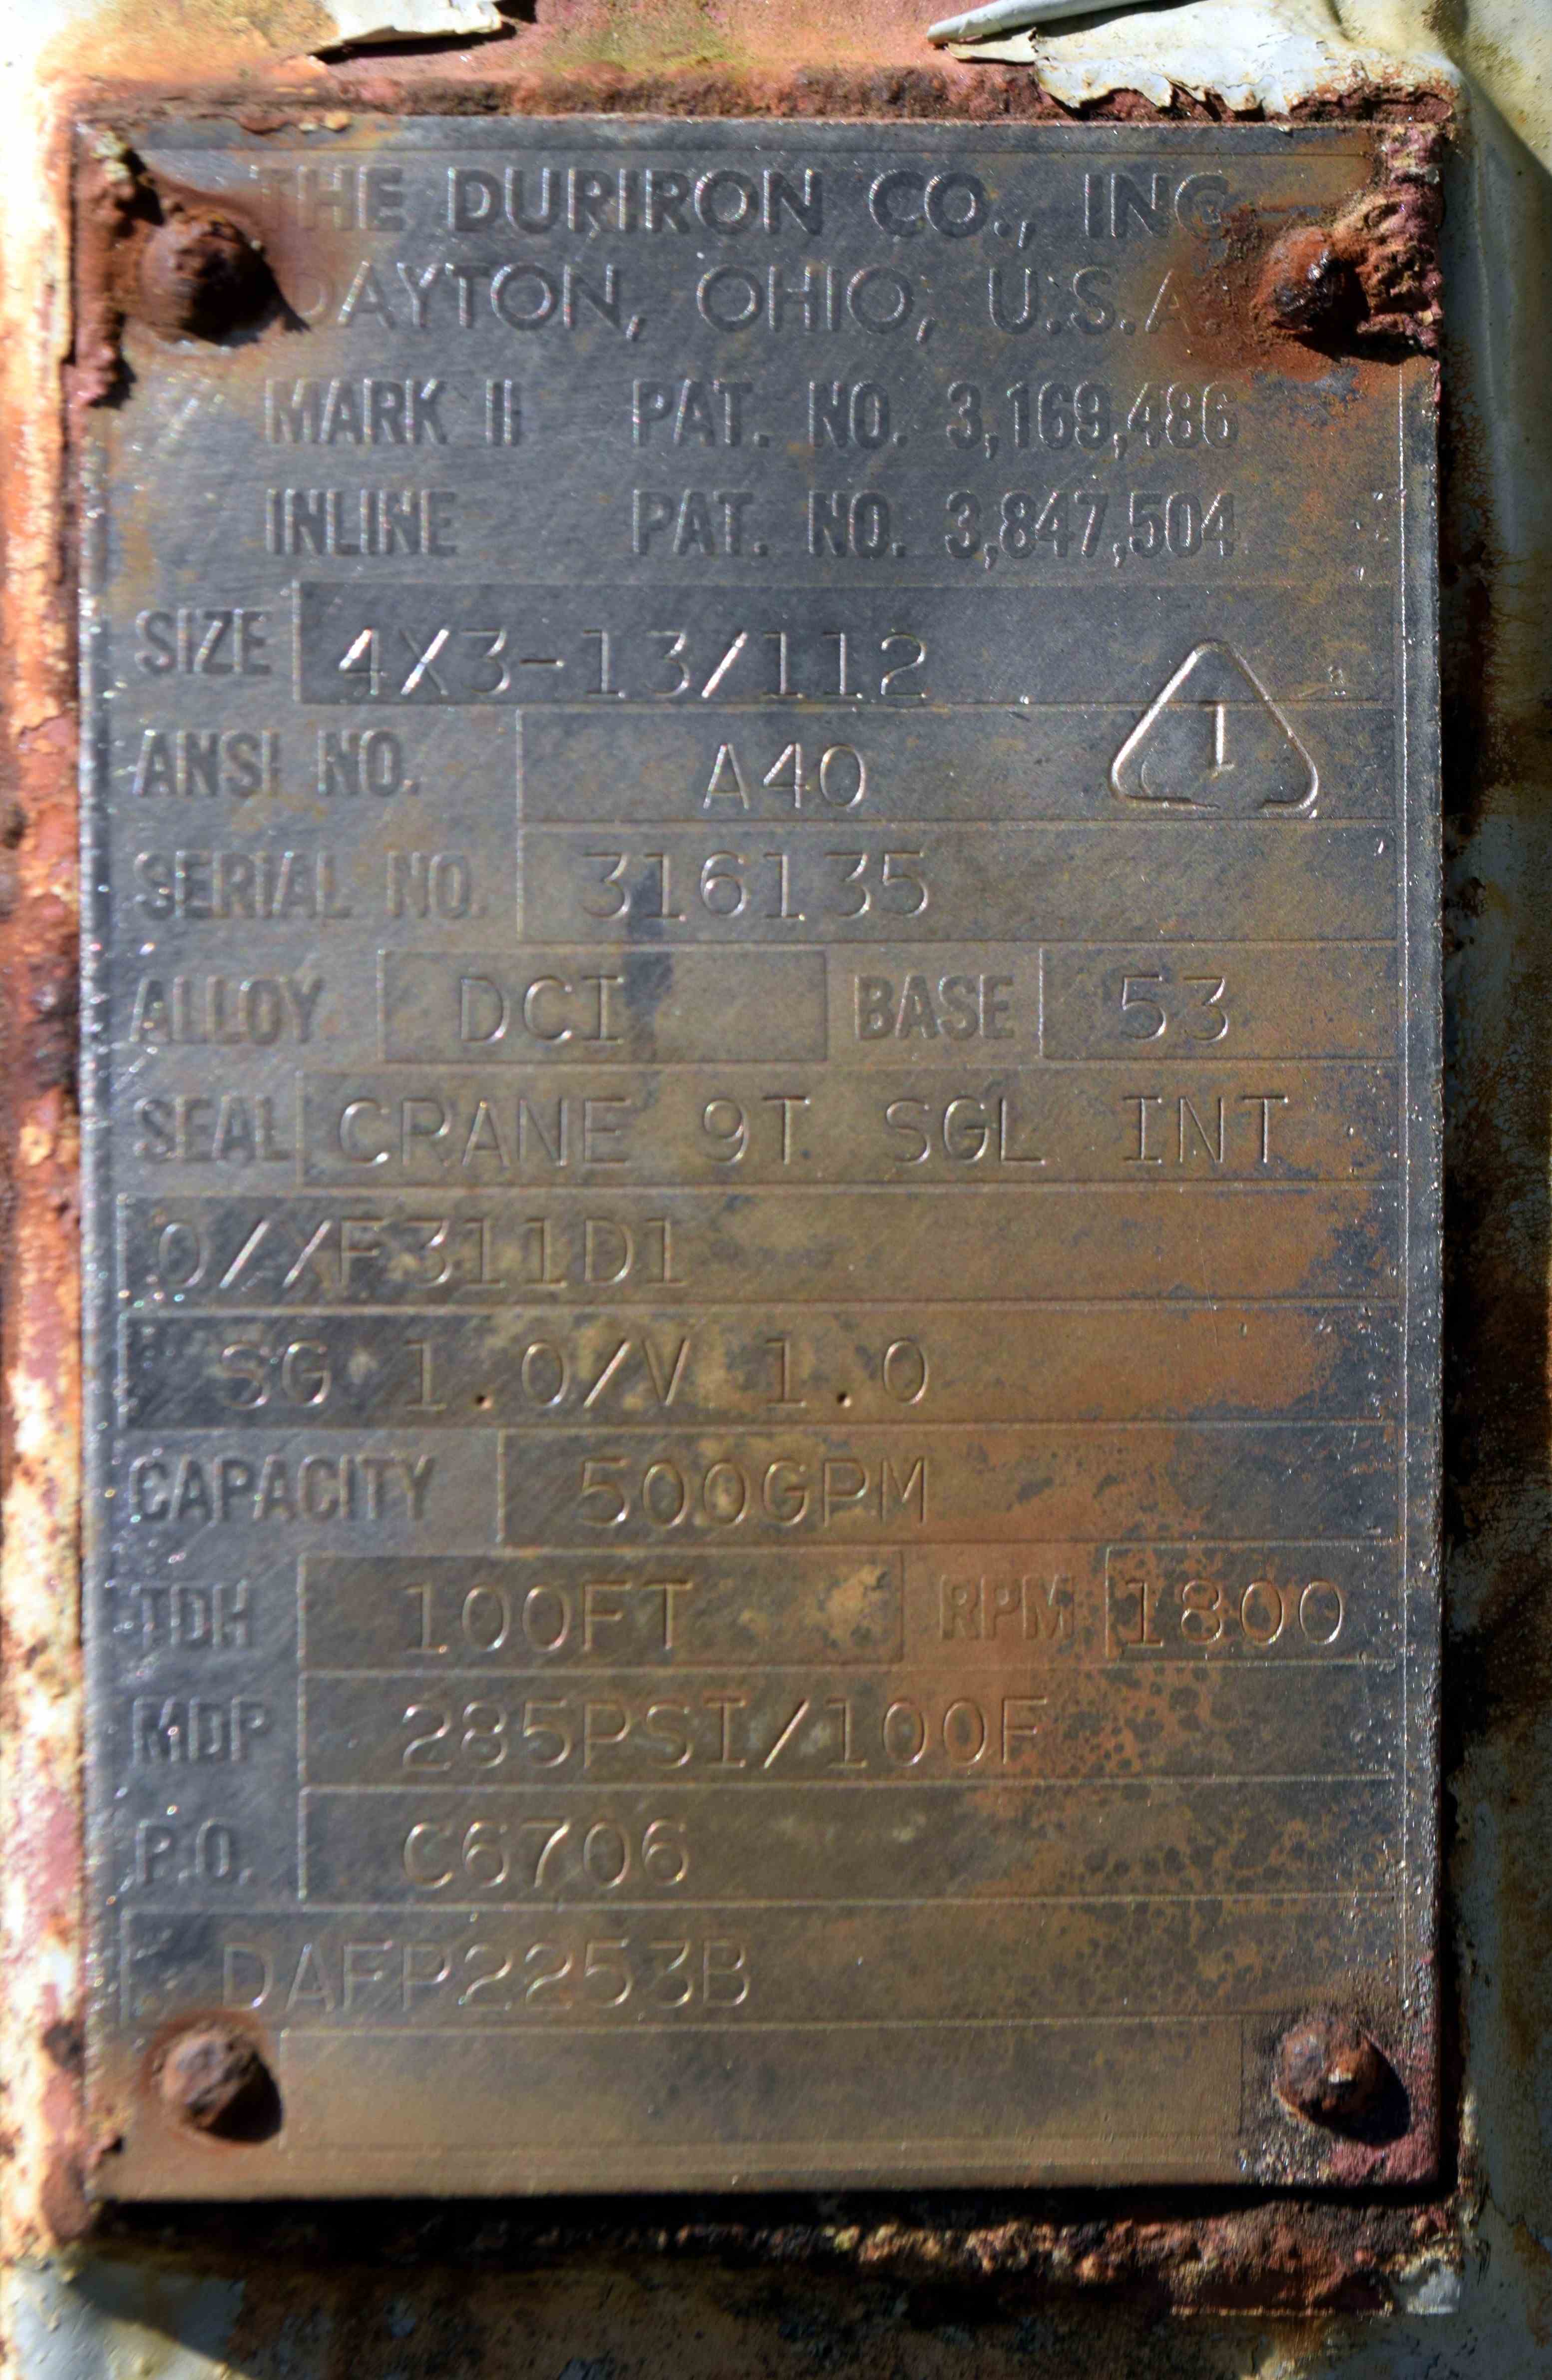 THE DURIRON CO., INC
DAYTON, OHIO, U.S.A.
MARK II PAT. NO. 3,169,486
INLINE PAT. NO. 3,847,504
SIZE 4X3-13/112
1
ANSI NO. A40
SERIAL NO. 316135
ALLOY DCI BASE 53
SEAL CRANE 9T SGL INT
O//F311D1
SG 1.0/V 1.0
CAPACITY 500GPM
TDH 100FT RPM 1800
MDP 285PSI/100F
P.O. C6706
DAFP2253B